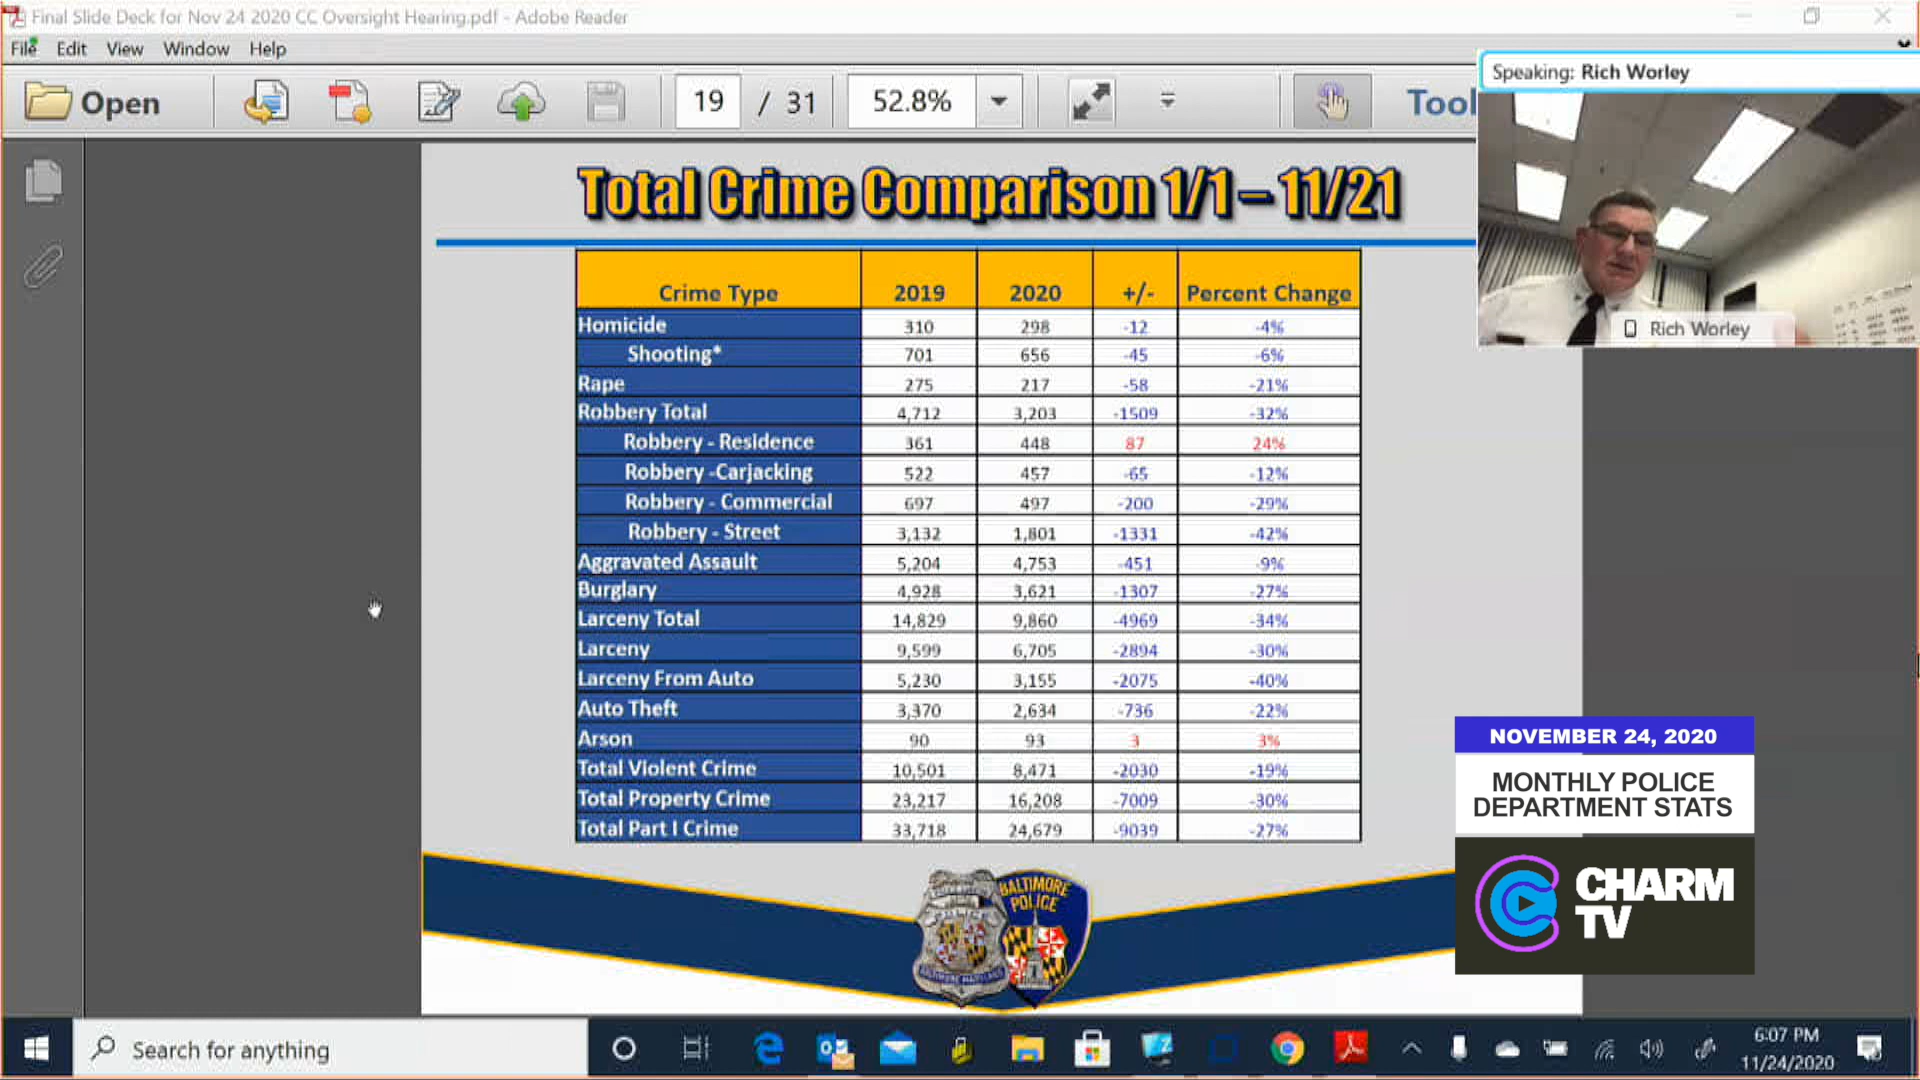 Final Slide Deck for Nov 24 2020 CC Oversight Hearing.pdf - Adobe Reader
File Edit View Window Help
Open 19 / 31 52.8% Tool
Speaking: Rich Worley
Rich Worley
Total Crime Comparison 1/1 – 11/21
Crime Type 2019 2020 +/- Percent Change
Homicide 310 298 -12 -4%
Shooting* 701 656 -45 -6%
Rape 275 217 -58 -21%
Robbery Total 4,712 3,203 -1509 -32%
Robbery - Residence 361 448 87 24%
Robbery -Carjacking 522 457 -65 -12%
Robbery - Commercial 697 497 -200 -29%
Robbery - Street 3,132 1,801 -1331 -42%
Aggravated Assault 5,204 4,753 -451 -9%
Burglary 4,928 3,621 -1307 -27%
Larceny Total 14,829 9,860 -4969 -34%
Larceny 9,599 6,705 -2894 -30%
Larceny From Auto 5,230 3,155 -2075 -40%
Auto Theft 3,370 2,634 -736 -22%
Arson 90 93 3 3%
Total Violent Crime 10,501 8,471 -2030 -19%
Total Property Crime 23,217 16,208 -7009 -30%
Total Part I Crime 33,718 24,679 -9039 -27%
NOVEMBER 24, 2020
MONTHLY POLICE
DEPARTMENT STATS
CHARM
TV
BALTIMORE
POLICE
Search for anything
6:07 PM
11/24/2020